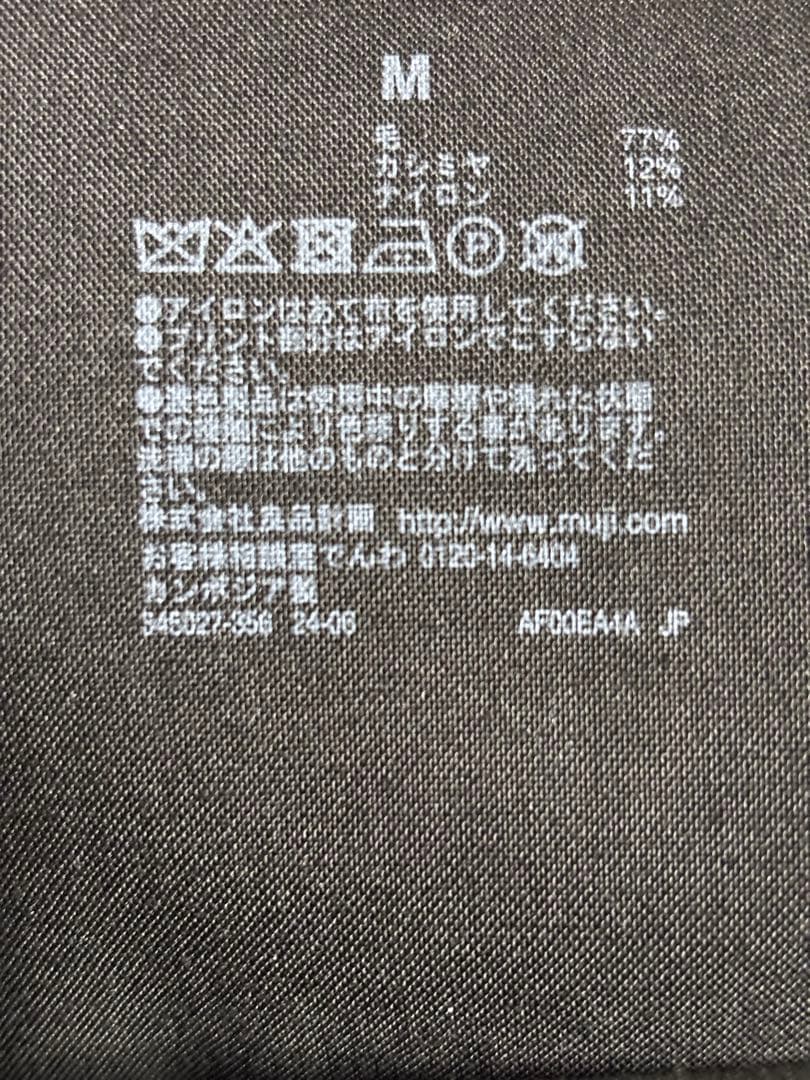 M
毛 77%
カシミヤ 12%
ナイロン 11%
P
W
●アイロンはあて布を使用してください。
●プリント部分はアイロンでこすらない
てください。
●濃色製品は使用中の摩擦や濡れた状態
での摩擦により色移りする事があります。
洗濯の際は他のものと分けて洗ってくだ
さい。
株式会社良品計画 http://www.muji.com
お客様相談室でんわ 0120-14-6404
カンボジア製
24-06 JP